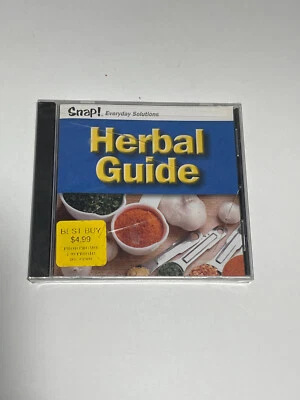 Snap! Everyday Solutions
Herbal
Guide
BEST BUY
$4.99